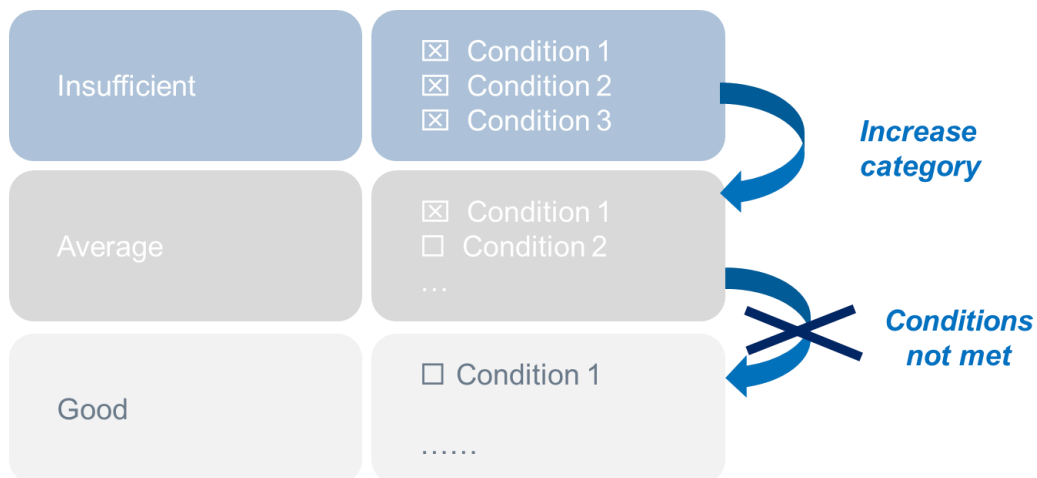 Insufficient
☒ Condition 1
☒ Condition 2
☒ Condition 3
Increase
category
Average
☒ Condition 1
☐ Condition 2
...
Conditions
not met
Good
☐ Condition 1
......